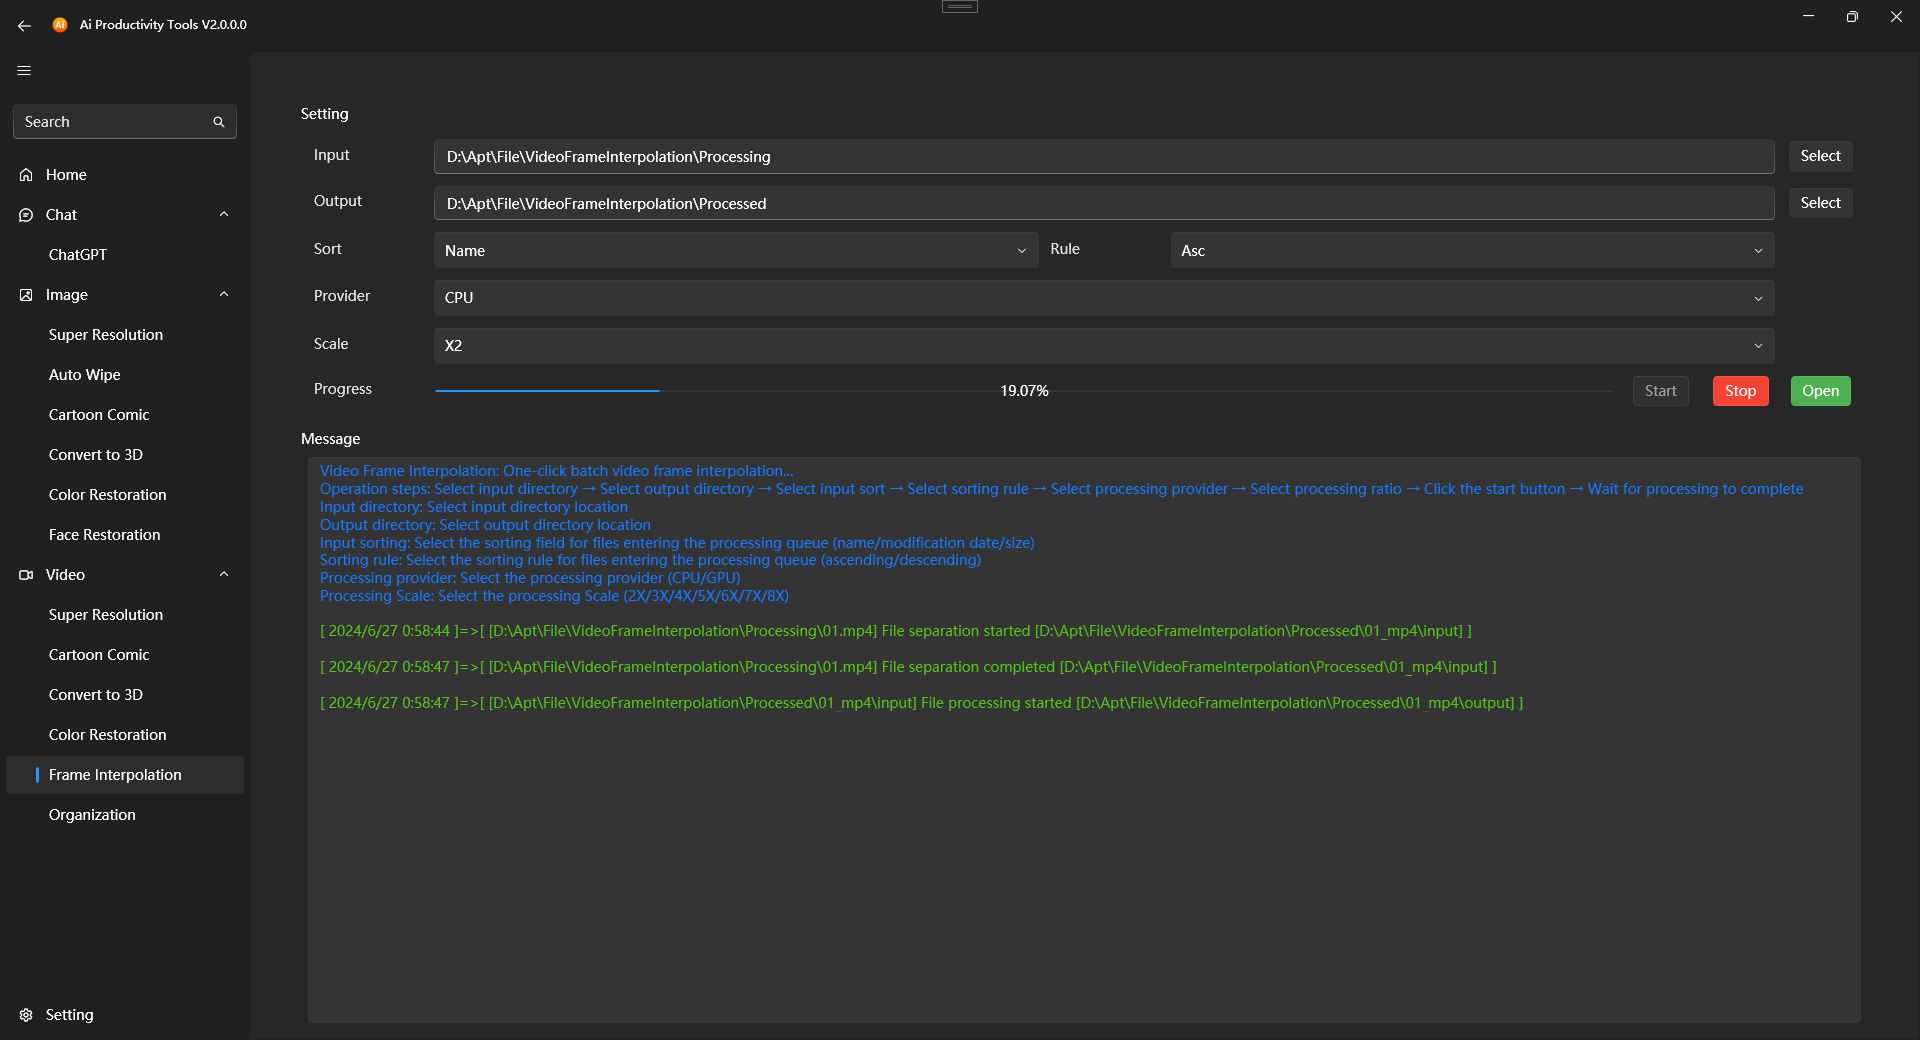 Ai Productivity Tools V2.0.0.0
Search
Home
Chat
ChatGPT
Image
Super Resolution
Auto Wipe
Cartoon Comic
Convert to 3D
Color Restoration
Face Restoration
Video
Super Resolution
Cartoon Comic
Convert to 3D
Color Restoration
Frame Interpolation
Organization
Setting
Setting
Input D:\Apt\File\VideoFrameInterpolation\Processing Select
Output D:\Apt\File\VideoFrameInterpolation\Processed Select
Sort Name Rule Asc
Provider CPU
Scale X2
Progress 19.07% Start Stop Open
Message
Video Frame Interpolation: One-click batch video frame interpolation...
Operation steps: Select input directory → Select output directory → Select input sort → Select sorting rule → Select processing provider → Select processing ratio → Click the start button → Wait for processing to complete
Input directory: Select input directory location
Output directory: Select output directory location
Input sorting: Select the sorting field for files entering the processing queue (name/modification date/size)
Sorting rule: Select the sorting rule for files entering the processing queue (ascending/descending)
Processing provider: Select the processing provider (CPU/GPU)
Processing Scale: Select the processing Scale (2X/3X/4X/5X/6X/7X/8X)
[ 2024/6/27 0:58:44 ]=>[ [D:\Apt\File\VideoFrameInterpolation\Processing\01.mp4] File separation started [D:\Apt\File\VideoFrameInterpolation\Processed\01_mp4\input] ]
[ 2024/6/27 0:58:47 ]=>[ [D:\Apt\File\VideoFrameInterpolation\Processing\01.mp4] File separation completed [D:\Apt\File\VideoFrameInterpolation\Processed\01_mp4\input] ]
[ 2024/6/27 0:58:47 ]=>[ [D:\Apt\File\VideoFrameInterpolation\Processed\01_mp4\input] File processing started [D:\Apt\File\VideoFrameInterpolation\Processed\01_mp4\output] ]